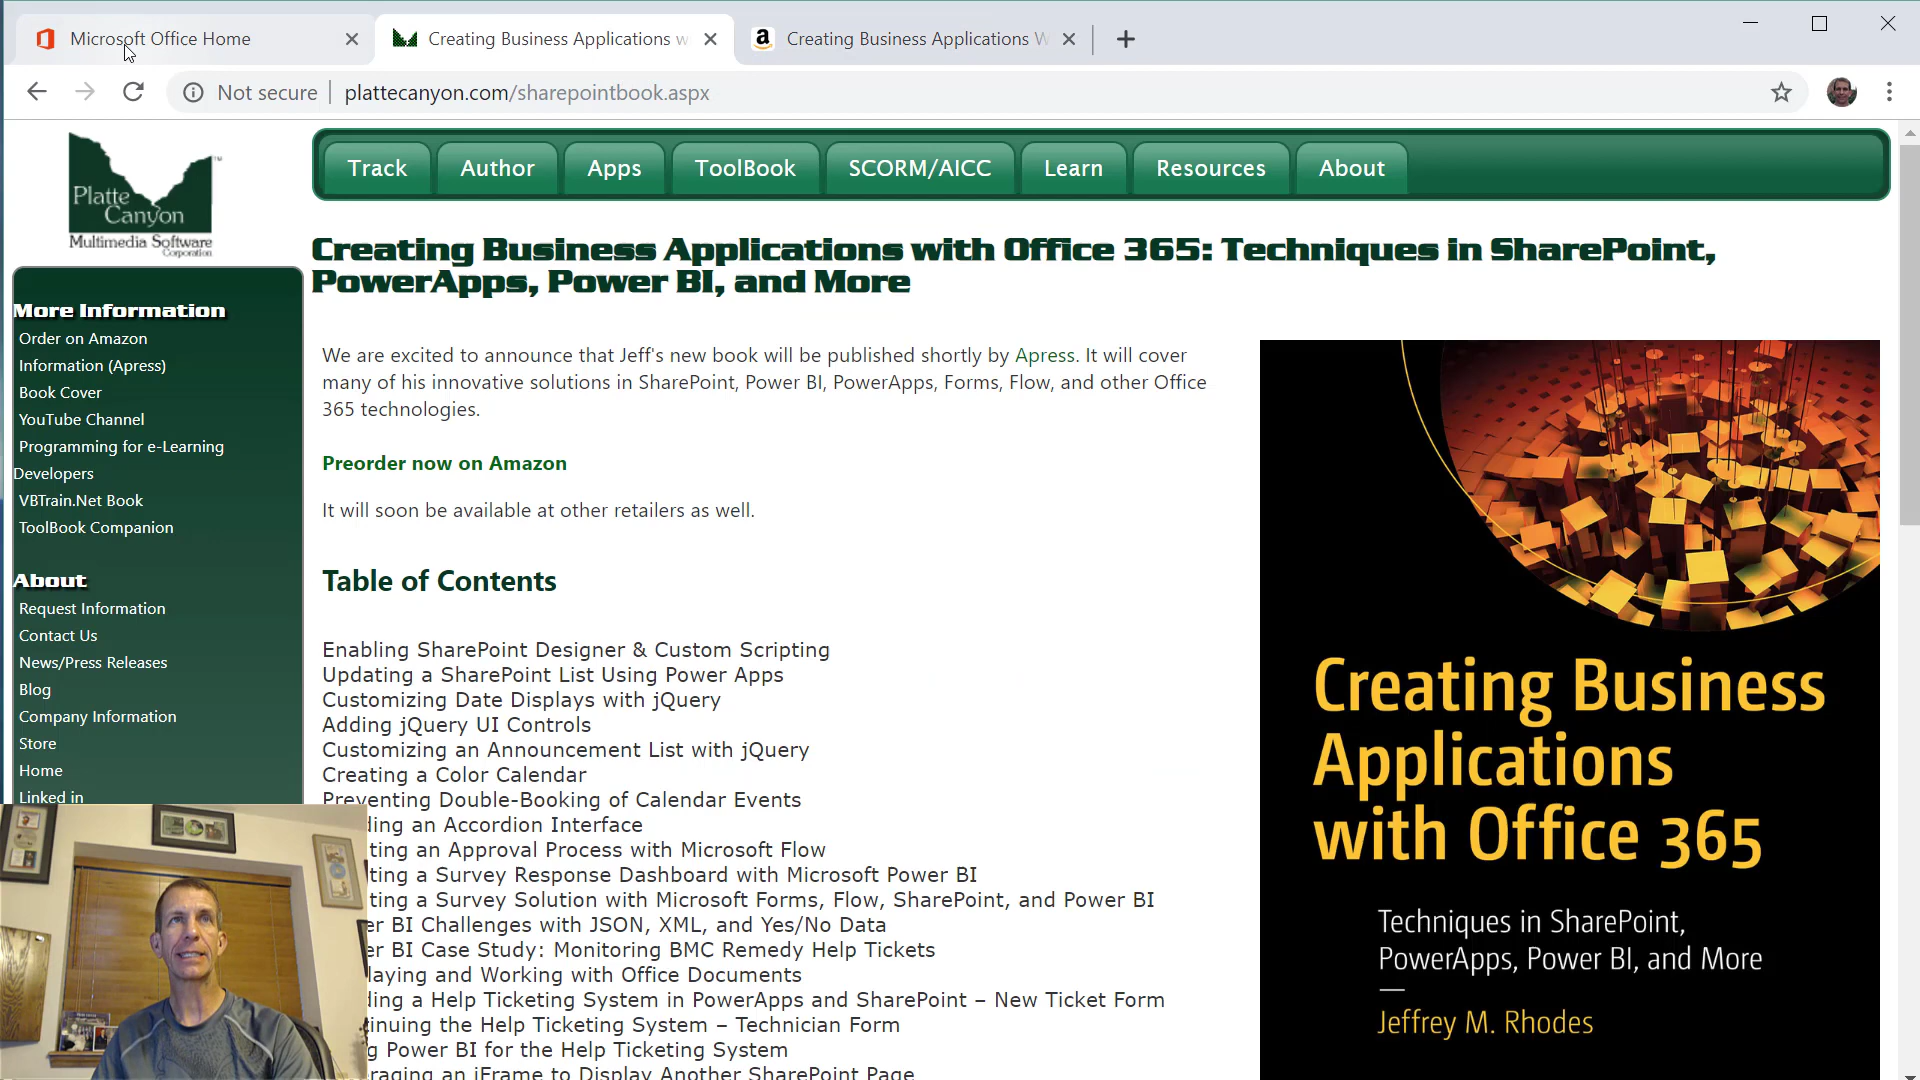 Microsoft Office Home
Creating Business Applications w
Creating Business Applications W
Not secure
plattecanyon.com/sharepointbook.aspx
Platte Canyon
Multimedia Software
Corporation
Track
Author
Apps
ToolBook
SCORM/AICC
Learn
Resources
About
Creating Business Applications with Office 365: Techniques in SharePoint,
PowerApps, Power BI, and More
More Information
Order on Amazon
Information (Apress)
Book Cover
YouTube Channel
Programming for e-Learning
Developers
VBTrain.Net Book
ToolBook Companion
About
Request Information
Contact Us
News/Press Releases
Blog
Company Information
Store
Home
Linked in
We are excited to announce that Jeff's new book will be published shortly by Apress. It will cover
many of his innovative solutions in SharePoint, Power BI, PowerApps, Forms, Flow, and other Office
365 technologies.
Preorder now on Amazon
It will soon be available at other retailers as well.
Table of Contents
Enabling SharePoint Designer & Custom Scripting
Updating a SharePoint List Using Power Apps
Customizing Date Displays with jQuery
Adding jQuery UI Controls
Customizing an Announcement List with jQuery
Creating a Color Calendar
Preventing Double-Booking of Calendar Events
ding an Accordion Interface
ting an Approval Process with Microsoft Flow
ting a Survey Response Dashboard with Microsoft Power BI
ting a Survey Solution with Microsoft Forms, Flow, SharePoint, and Power BI
er BI Challenges with JSON, XML, and Yes/No Data
er BI Case Study: Monitoring BMC Remedy Help Tickets
laying and Working with Office Documents
ding a Help Ticketing System in PowerApps and SharePoint – New Ticket Form
tinuing the Help Ticketing System – Technician Form
g Power BI for the Help Ticketing System
raging an iFrame to Display Another SharePoint Page
Creating Business
Applications
with Office 365
Techniques in SharePoint,
PowerApps, Power BI, and More
Jeffrey M. Rhodes